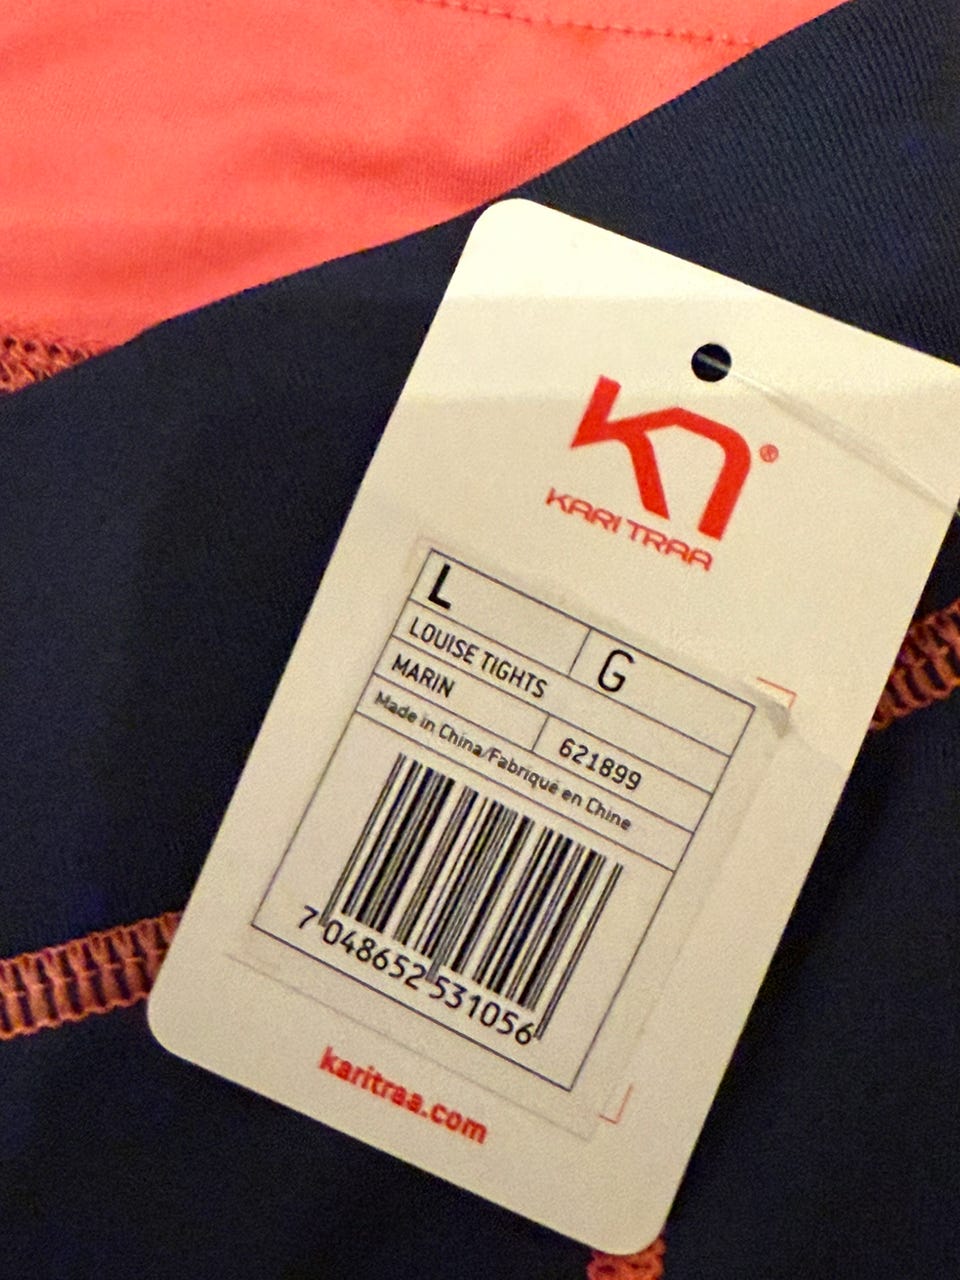 ®
KARI TRAA
L
G
LOUISE TIGHTS
MARIN
621899
Made in China/Fabriqué en Chine
7 048652 531056
karitraa.com